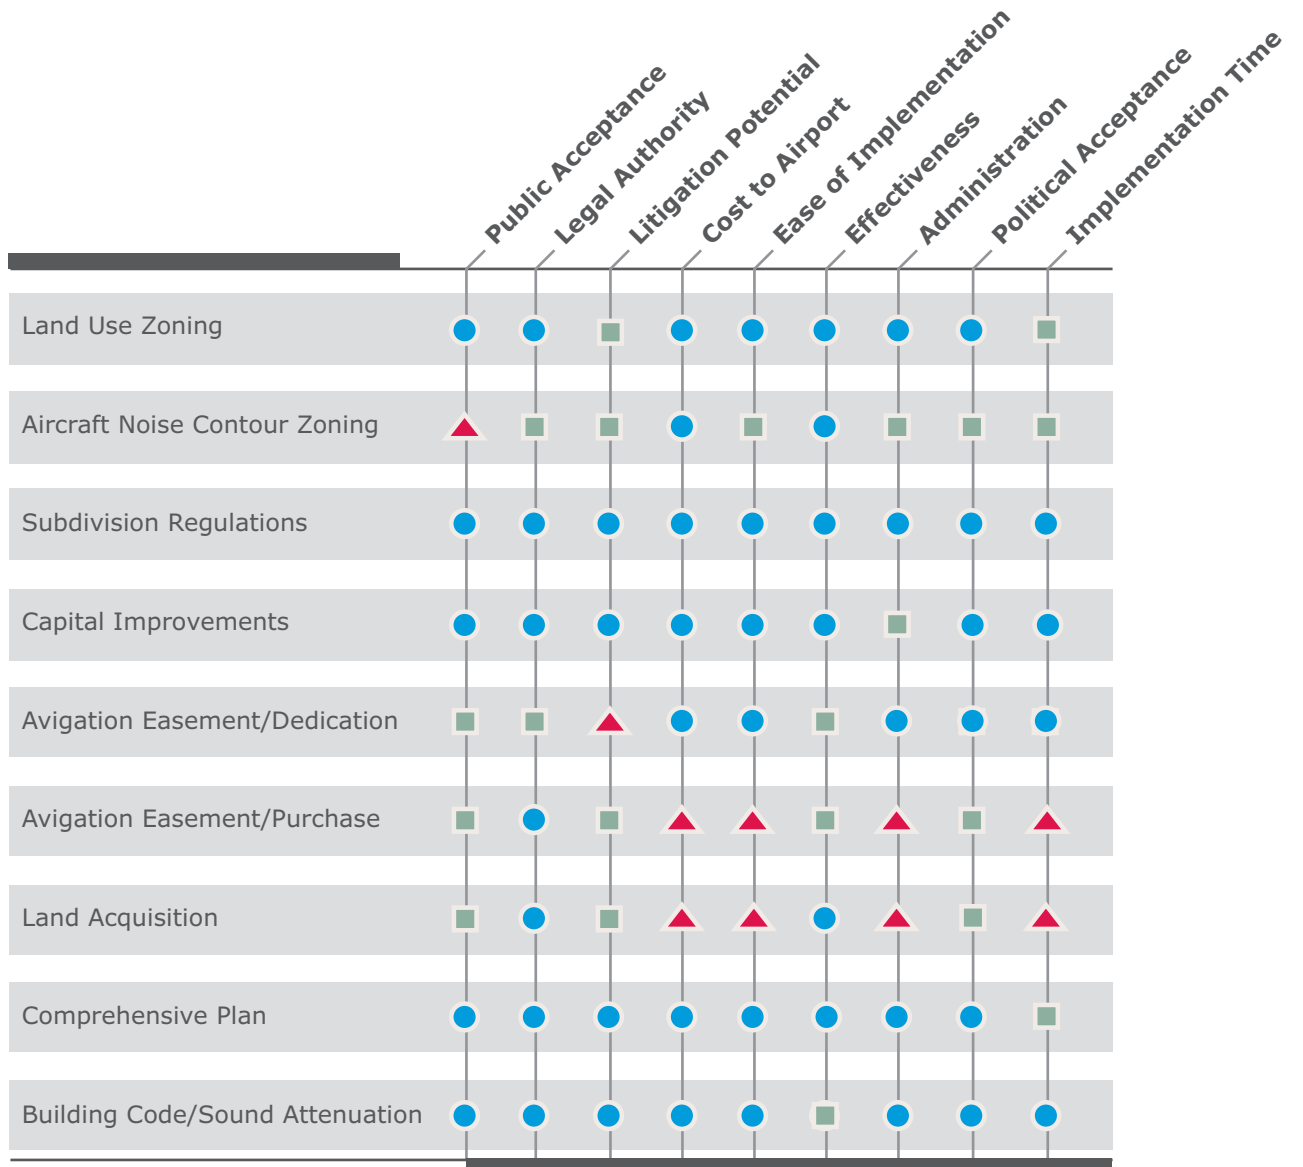 Public Acceptance
Legal Authority
Litigation Potential
Cost to Airport
Ease of Implementation
Effectiveness
Administration
Political Acceptance
Implementation Time
Land Use Zoning
Aircraft Noise Contour Zoning
Subdivision Regulations
Capital Improvements
Avigation Easement/Dedication
Avigation Easement/Purchase
Land Acquisition
Comprehensive Plan
Building Code/Sound Attenuation